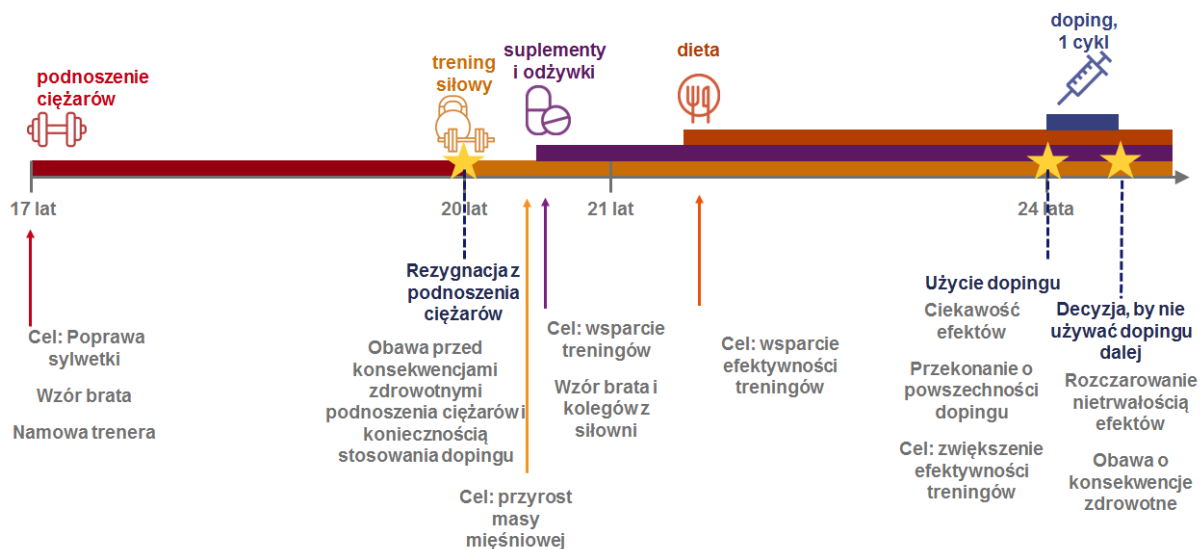 podnoszenie
ciężarów
trening
siłowy
suplementy
i odżywki
dieta
doping,
1 cykl
17 lat
20 lat
21 lat
24 lata
Cel: Poprawa
sylwetki
Wzór brata
Namowa trenera
Rezygnacja z
podnoszenia
ciężarów
Obawa przed
konsekwencjami
zdrowotnymi
podnoszenia ciężarów i
koniecznością
stosowania dopingu
Cel: przyrost
masy
mięśniowej
Cel: wsparcie
treningów
Wzór brata i
kolegów z
siłowni
Cel: wsparcie
efektywności
treningów
Użycie dopingu
Ciekawość
efektów
Przekonanie o
powszechności
dopingu
Cel: zwiększenie
efektywności
treningów
Decyzja, by nie
używać dopingu
dalej
Rozczarowanie
nietrwałością
efektów
Obawa o
konsekwencje
zdrowotne